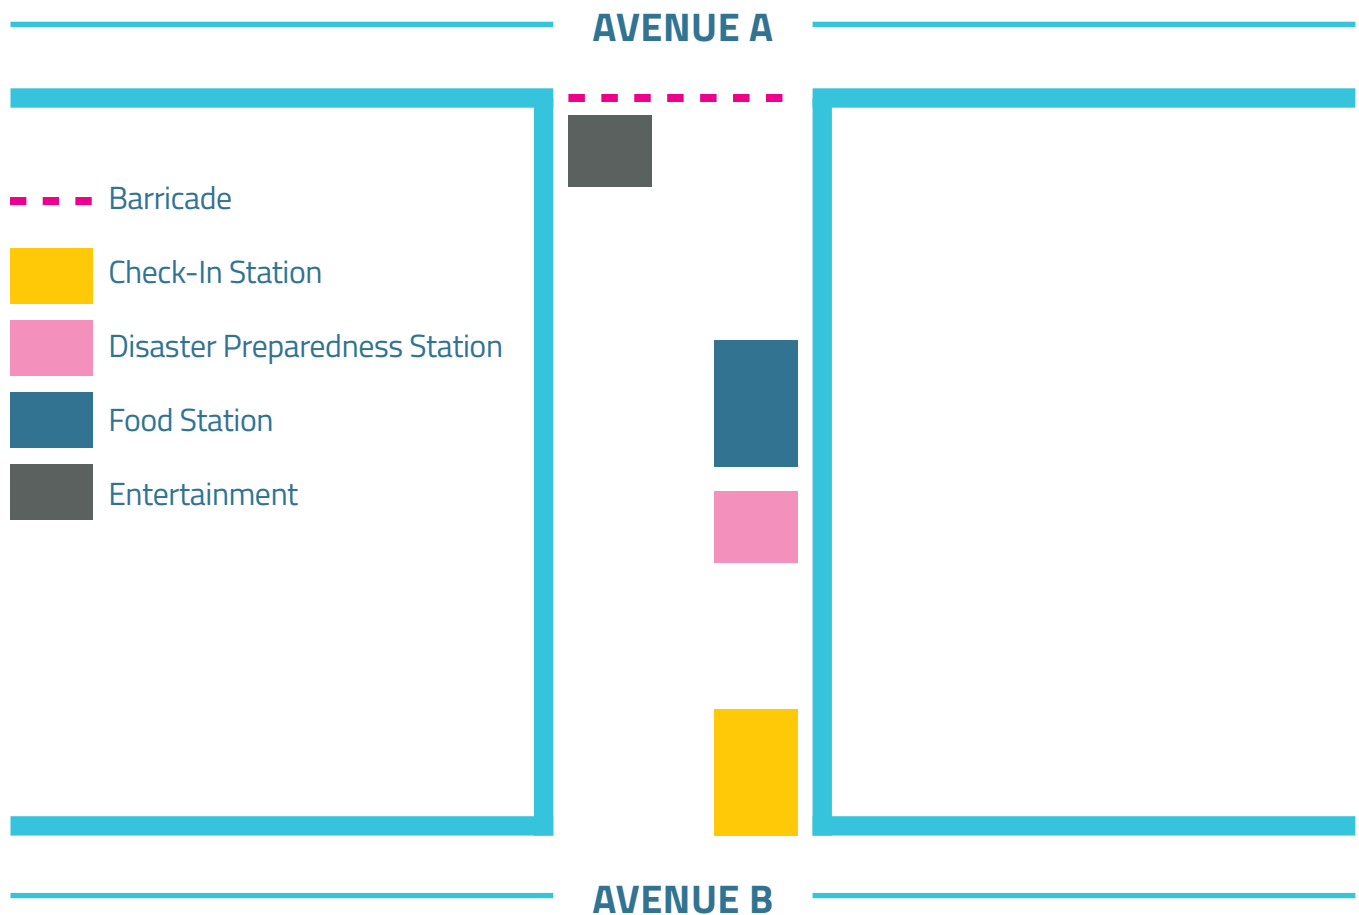 AVENUE A
Barricade
Check-In Station
Disaster Preparedness Station
Food Station
Entertainment
AVENUE B